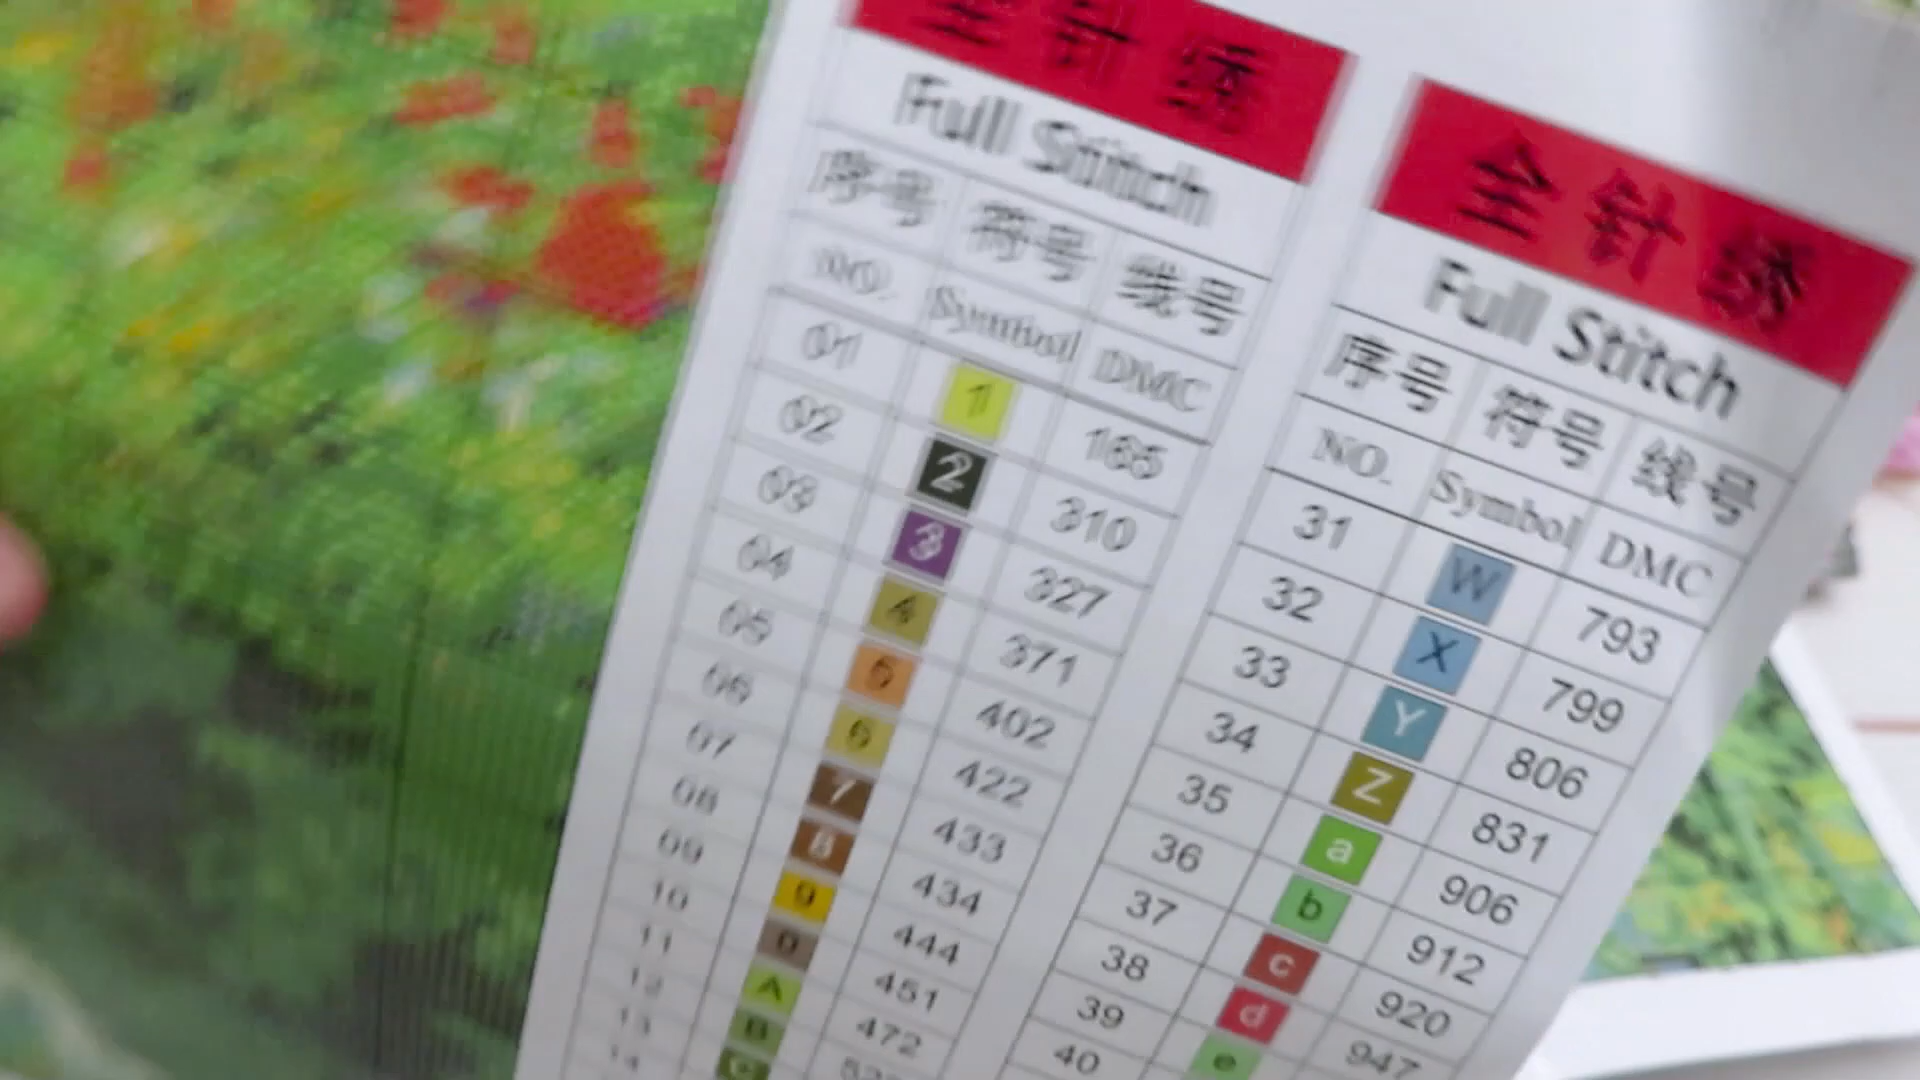 全针绣
Full Stitch
序号 符号 线号
NO. Symbol DMC
01 1 165
02 2 310
03 3 327
04 4 371
05 5 402
06 6 422
07 7 433
08 8 434
09 9 444
10 0 451
11 A 472
12 B
13 C
14
全针绣
Full Stitch
序号 符号 线号
NO. Symbol DMC
31 W 793
32 X 799
33 Y 806
34 Z 831
35 a 906
36 b 912
37 c 920
38 d 947
39 e
40